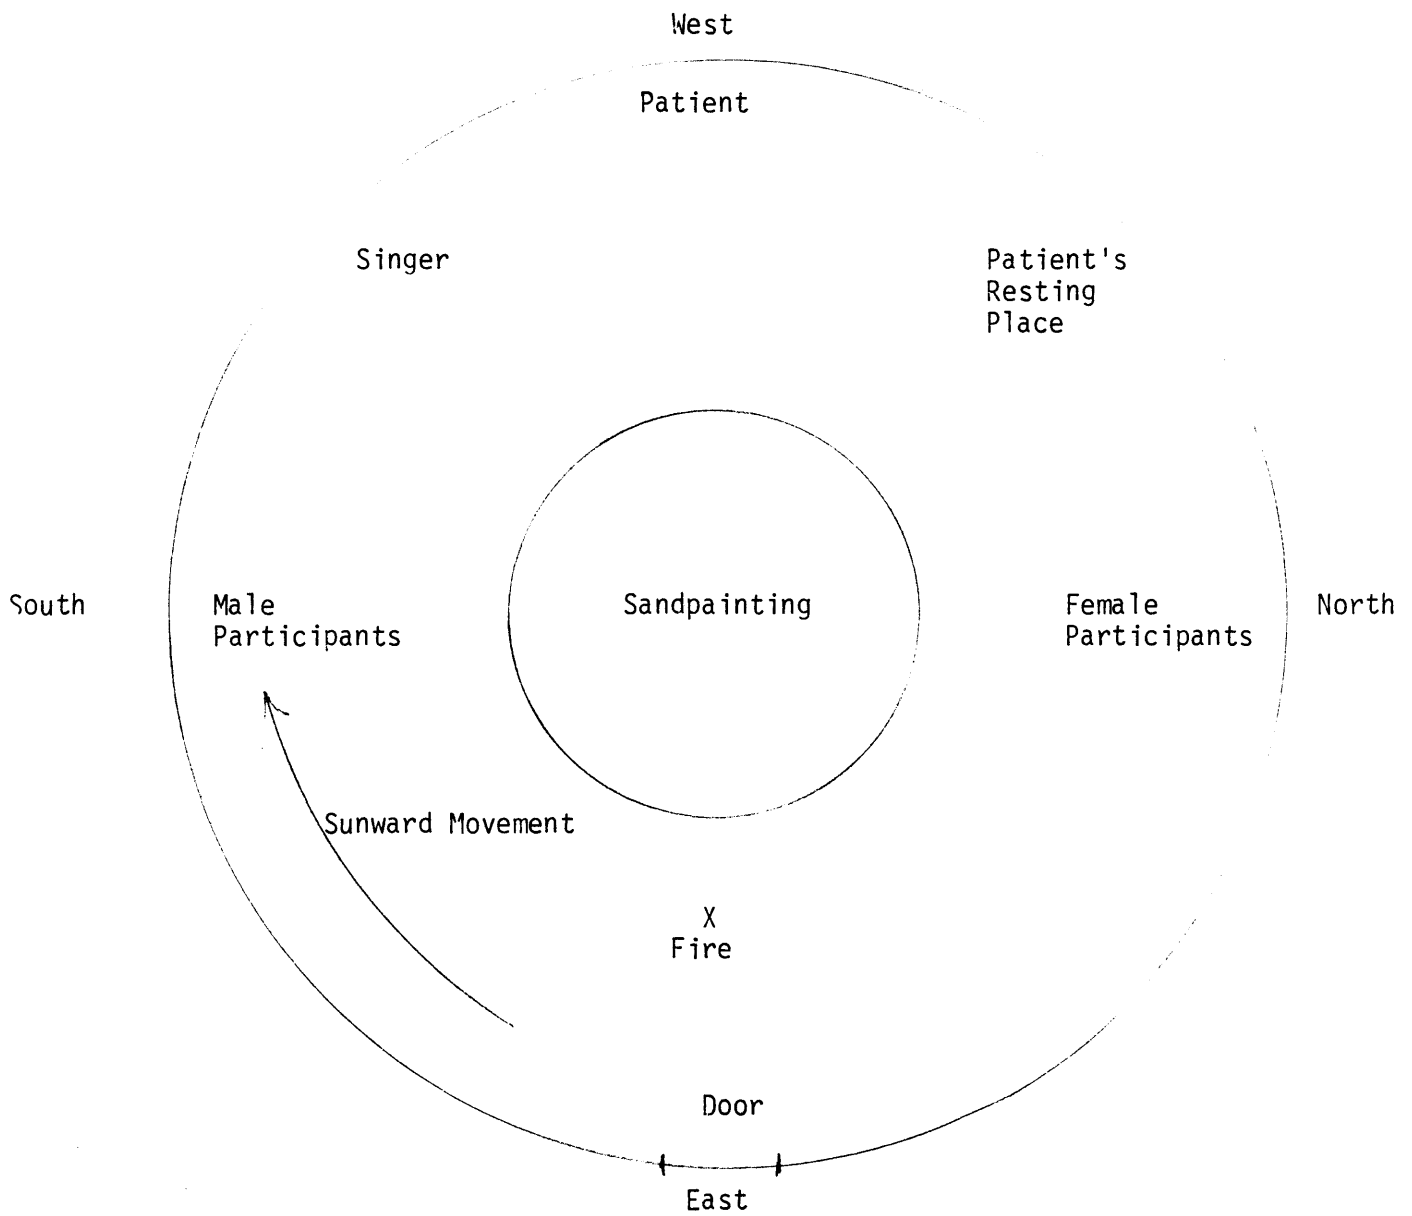 West
Patient
Singer
Patient's
Resting
Place
South
Male
Participants
Sandpainting
Female
Participants
North
Sunward Movement
X
Fire
Door
East